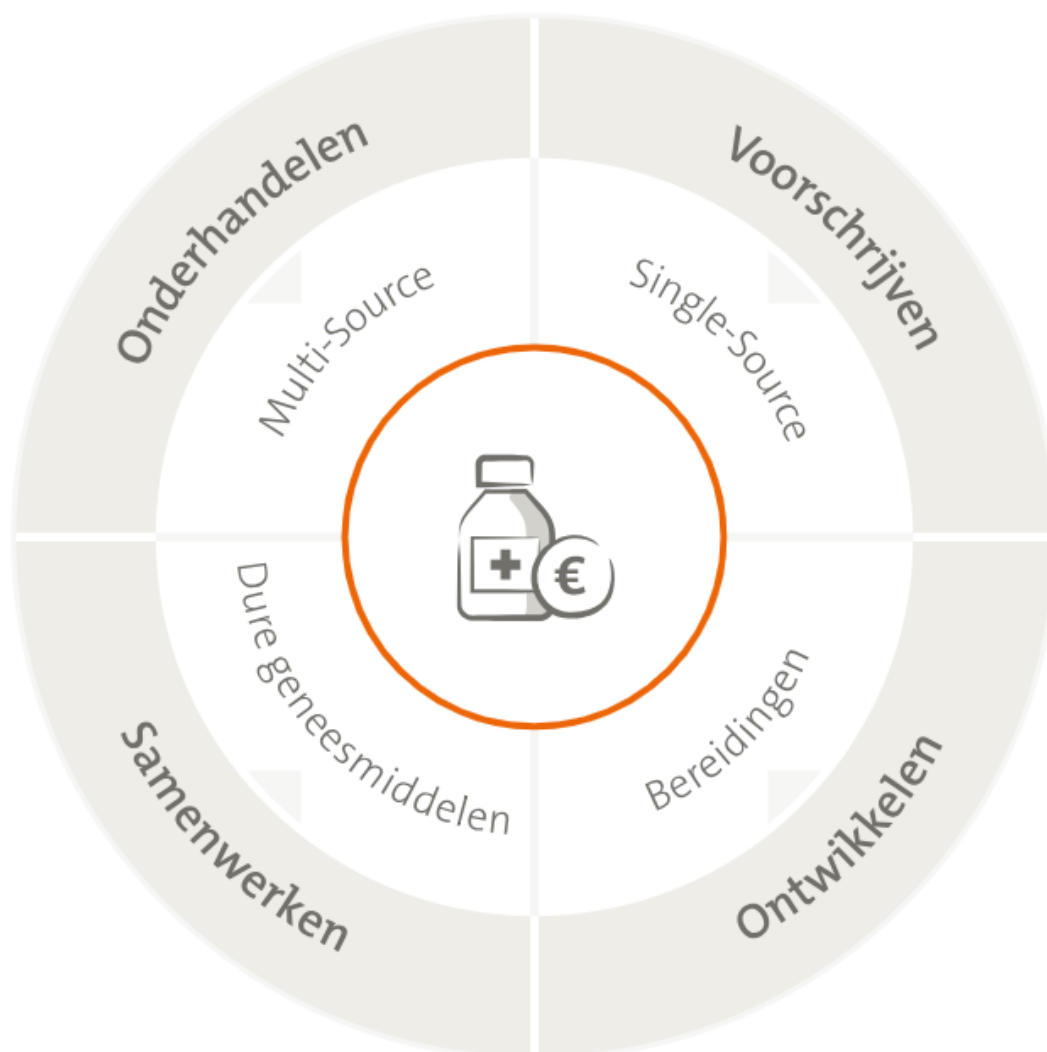 Onderhandelen
Voorschrijven
Multi-Source
Single-Source
€
Dure geneesmiddelen
Bereidingen
Samenwerken
Ontwikkelen